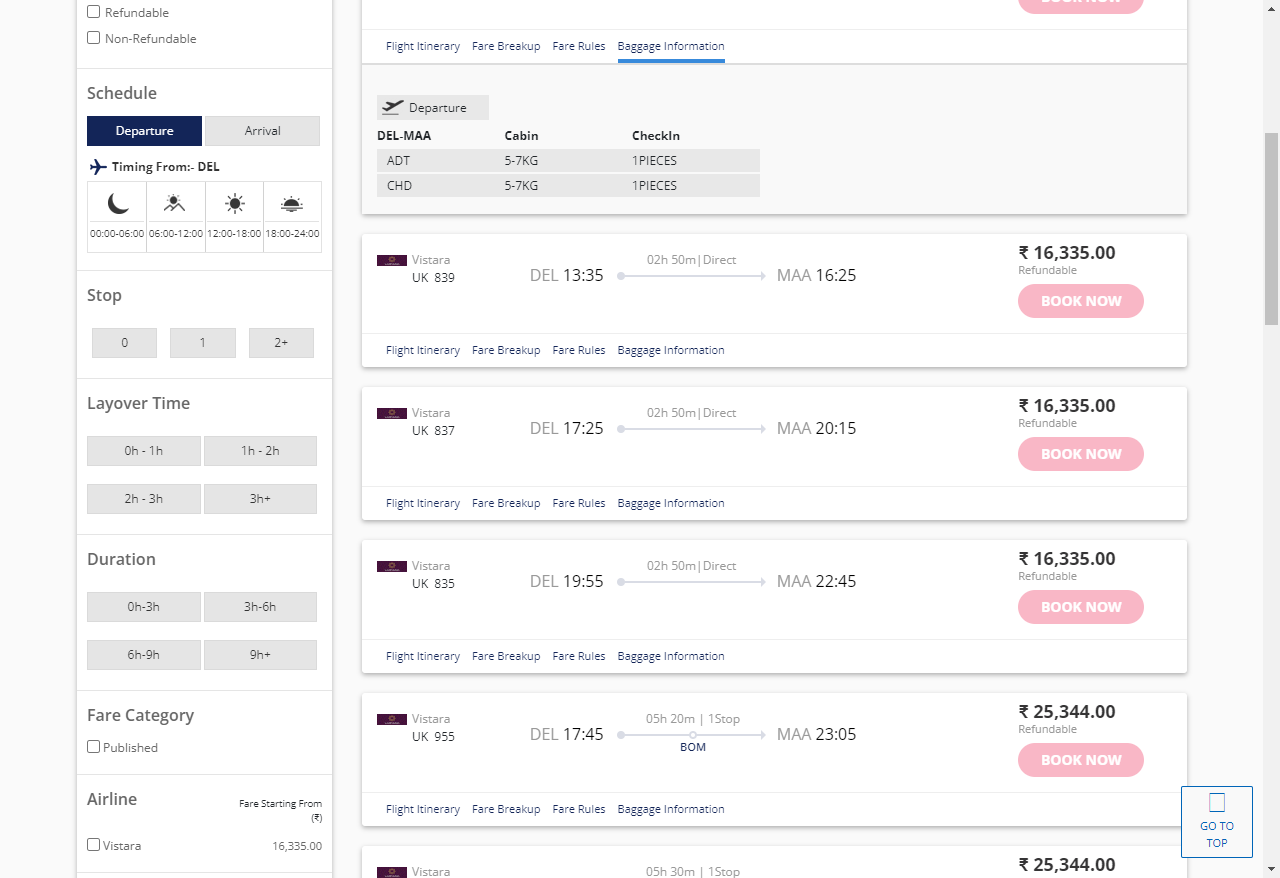 Refundable
Non-Refundable
Schedule
Departure
Arrival
Timing From:- DEL
00:00-06:00
06:00-12:00
12:00-18:00
18:00-24:00
Stop
0
1
2+
Layover Time
0h - 1h
1h - 2h
2h - 3h
3h+
Duration
0h-3h
3h-6h
6h-9h
9h+
Fare Category
Published
Airline
Fare Starting From
(₹)
Vistara
16,335.00
BOOK NOW
Flight Itinerary
Fare Breakup
Fare Rules
Baggage Information
Departure
DEL-MAA Cabin CheckIn
ADT 5-7KG 1PIECES
CHD 5-7KG 1PIECES
Vistara
UK 839
DEL 13:35
02h 50m|Direct
MAA 16:25
₹ 16,335.00
Refundable
BOOK NOW
Flight Itinerary
Fare Breakup
Fare Rules
Baggage Information
Vistara
UK 837
DEL 17:25
02h 50m|Direct
MAA 20:15
₹ 16,335.00
Refundable
BOOK NOW
Flight Itinerary
Fare Breakup
Fare Rules
Baggage Information
Vistara
UK 835
DEL 19:55
02h 50m|Direct
MAA 22:45
₹ 16,335.00
Refundable
BOOK NOW
Flight Itinerary
Fare Breakup
Fare Rules
Baggage Information
Vistara
UK 955
DEL 17:45
05h 20m | 1Stop
BOM
MAA 23:05
₹ 25,344.00
Refundable
BOOK NOW
Flight Itinerary
Fare Breakup
Fare Rules
Baggage Information
Vistara
05h 30m | 1Stop
₹ 25,344.00
GO TO
TOP